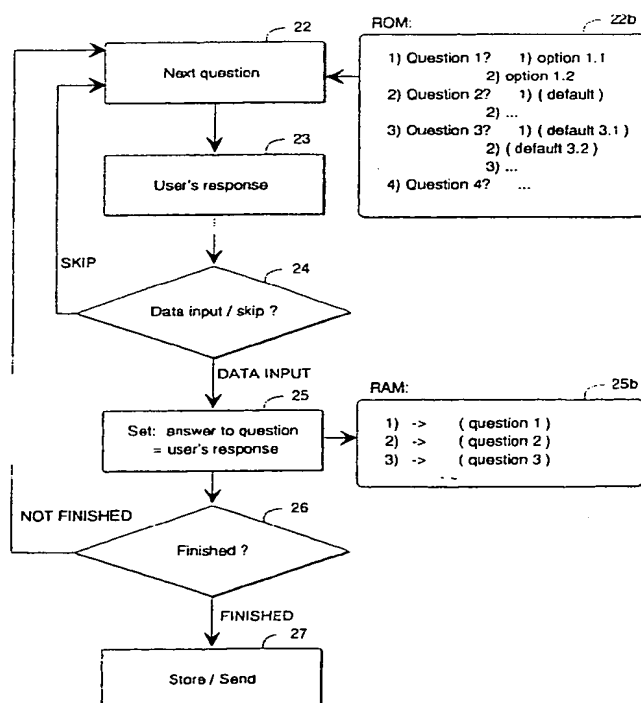 22
Next question
ROM:
22b
1) Question 1? 1) option 1.1
2) option 1.2
2) Question 2? 1) ( default )
2) ...
3) Ouestion 3? 1) ( default 3.1 )
2) ( default 3.2 )
3) ...
4) Question 4? ...
23
User's response
SKIP
24
Data input / skip ?
DATA INPUT
25
Set: answer to question
= user's response
RAM:
25b
1) -> ( question 1 )
2) -> ( question 2 )
3) -> ( question 3 )
NOT FINISHED
26
Finished ?
FINISHED
27
Store / Send